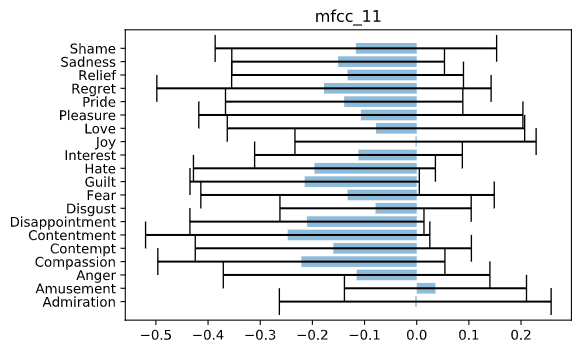 mfcc_11
Shame
Sadness
Relief
Regret
Pride
Pleasure
Love
Joy
Interest
Hate
Guilt
Fear
Disgust
Disappointment
Contentment
Contempt
Compassion
Anger
Amusement
Admiration
−0.5 −0.4 −0.3 −0.2 −0.1 0.0 0.1 0.2